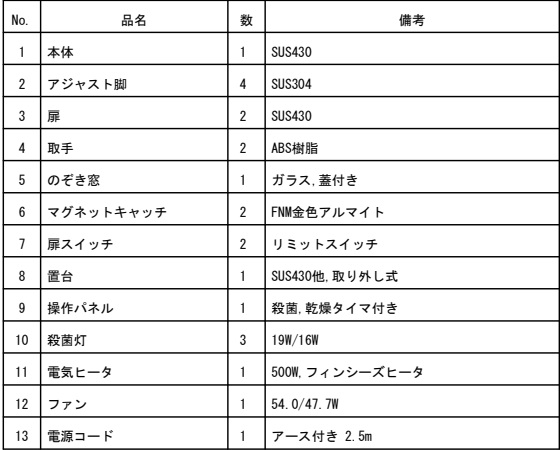 No. 品名 数 備考
1 本体 1 SUS430
2 アジャスト脚 4 SUS304
3 扉 2 SUS430
4 取手 2 ABS樹脂
5 のぞき窓 1 ガラス,蓋付き
6 マグネットキャッチ 2 FNM金色アルマイト
7 扉スイッチ 2 リミットスイッチ
8 置台 1 SUS430他,取り外し式
9 操作パネル 1 殺菌,乾燥タイマ付き
10 殺菌灯 3 19W/16W
11 電気ヒータ 1 500W,フィンシーズヒータ
12 ファン 1 54.0/47.7W
13 電源コード 1 アース付き 2.5m